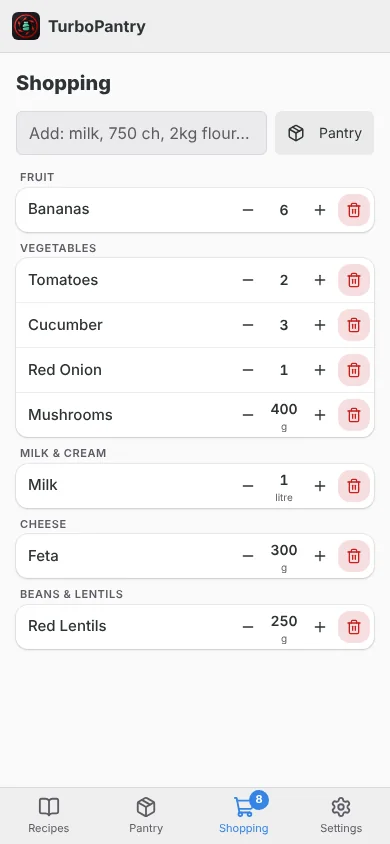 TurboPantry
Shopping
Add: milk, 750 ch, 2kg flour...
Pantry
FRUIT
Bananas
6
VEGETABLES
Tomatoes
2
Cucumber
3
Red Onion
1
Mushrooms
400
g
MILK & CREAM
Milk
1
litre
CHEESE
Feta
300
g
BEANS & LENTILS
Red Lentils
250
g
8
Recipes
Pantry
Shopping
Settings